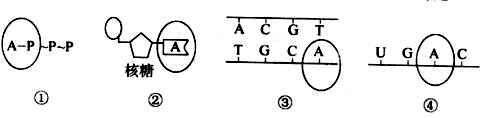 A–P~P~P
A
核糖
A C G T
T G C A
U G A C
① ② ③ ④